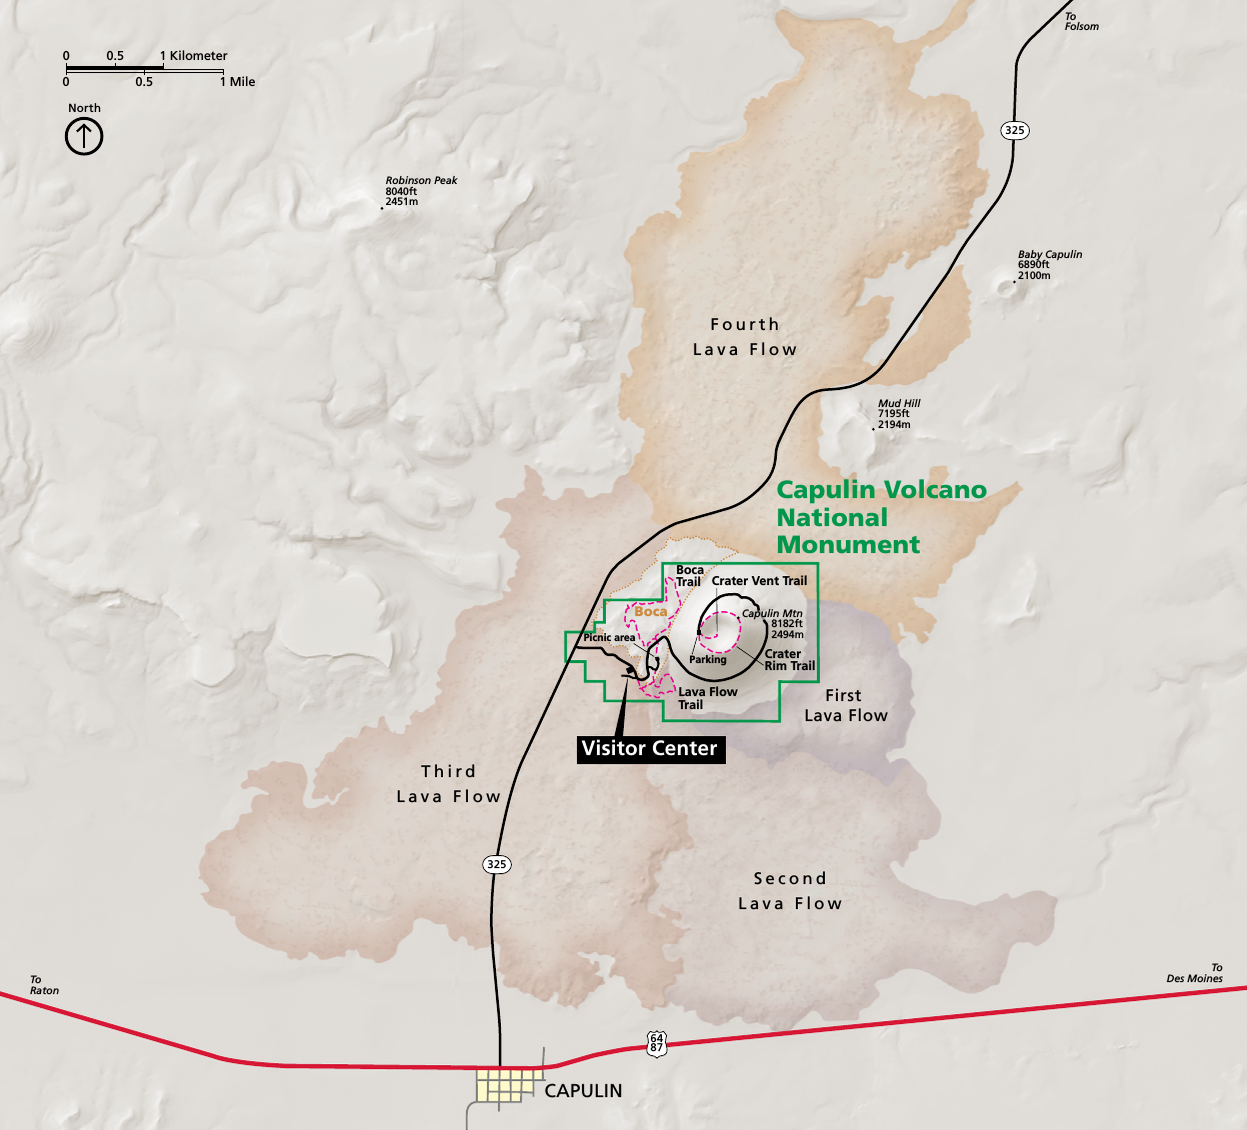 To
Folsom
0 0.5 1 Kilometer
0 0.5 1 Mile
North
325
Robinson Peak
8040ft
2451m
Baby Capulin
6890ft
2100m
Fourth
Lava Flow
Mud Hill
7195ft
2194m
Capulin Volcano
National
Monument
Boca
Trail
Crater Vent Trail
Boca
Capulin Mtn
8182ft
2494m
Picnic area
Parking
Crater
Rim Trail
Lava Flow
Trail
First
Lava Flow
Visitor Center
Third
Lava Flow
325
Second
Lava Flow
To
Raton
To
Des Moines
64
87
CAPULIN